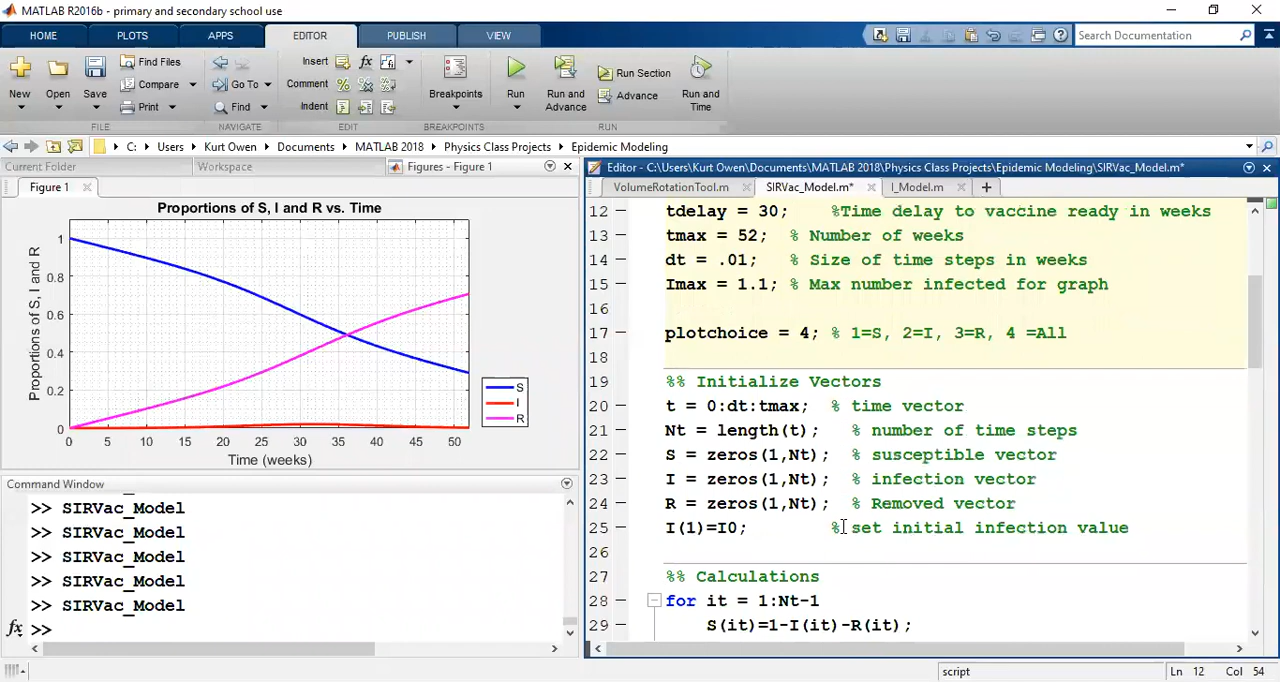 MATLAB R2016b - primary and secondary school use
HOME PLOTS APPS EDITOR PUBLISH VIEW Search Documentation
New Open Save Find Files Compare Print
Go To Find
Insert fx
Comment
Indent
Breakpoints
Run Run and Advance Run Section Advance Run and Time
FILE NAVIGATE EDIT BREAKPOINTS RUN
C: Users Kurt Owen Documents MATLAB 2018 Physics Class Projects Epidemic Modeling
Current Folder Workspace Figures - Figure 1
Figure 1
Proportions of S, I and R vs. Time
Proportions of S, I and R
1
0.8
0.6
0.4
0.2
0
0 5 10 15 20 25 30 35 40 45 50
Time (weeks)
S
I
R
Command Window
>> SIRVac_Model
>> SIRVac_Model
>> SIRVac_Model
>> SIRVac_Model
>> SIRVac_Model
fx >>
Editor - C:\Users\Kurt Owen\Documents\MATLAB 2018\Physics Class Projects\Epidemic Modeling\SIRVac_Model.m*
VolumeRotationTool.m SIRVac_Model.m* I_Model.m
12 tdelay = 30; %Time delay to vaccine ready in weeks
13 tmax = 52; % Number of weeks
14 dt = .01; % Size of time steps in weeks
15 Imax = 1.1; % Max number infected for graph
16
17 plotchoice = 4; % 1=S, 2=I, 3=R, 4 =All
18
19 %% Initialize Vectors
20 t = 0:dt:tmax; % time vector
21 Nt = length(t); % number of time steps
22 S = zeros(1,Nt); % susceptible vector
23 I = zeros(1,Nt); % infection vector
24 R = zeros(1,Nt); % Removed vector
25 I(1)=I0; % set initial infection value
26
27 %% Calculations
28 for it = 1:Nt-1
29 S(it)=1-I(it)-R(it);
script Ln 12 Col 54